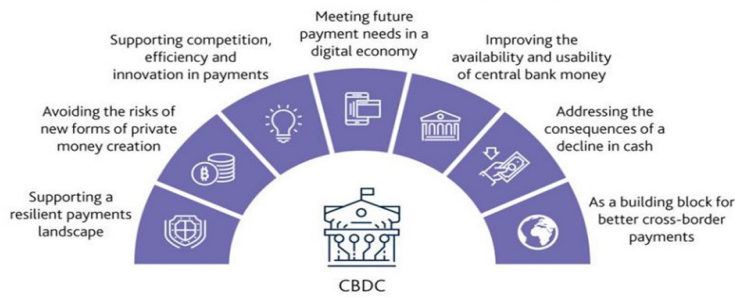 Meeting future
payment needs in a
digital economy
Supporting competition,
efficiency and
innovation in payments
Improving the
availability and usability
of central bank money
Avoiding the risks of
new forms of private
money creation
Addressing the
consequences of a
decline in cash
Supporting a
resilient payments
landscape
As a building block for
better cross-border
payments
CBDC